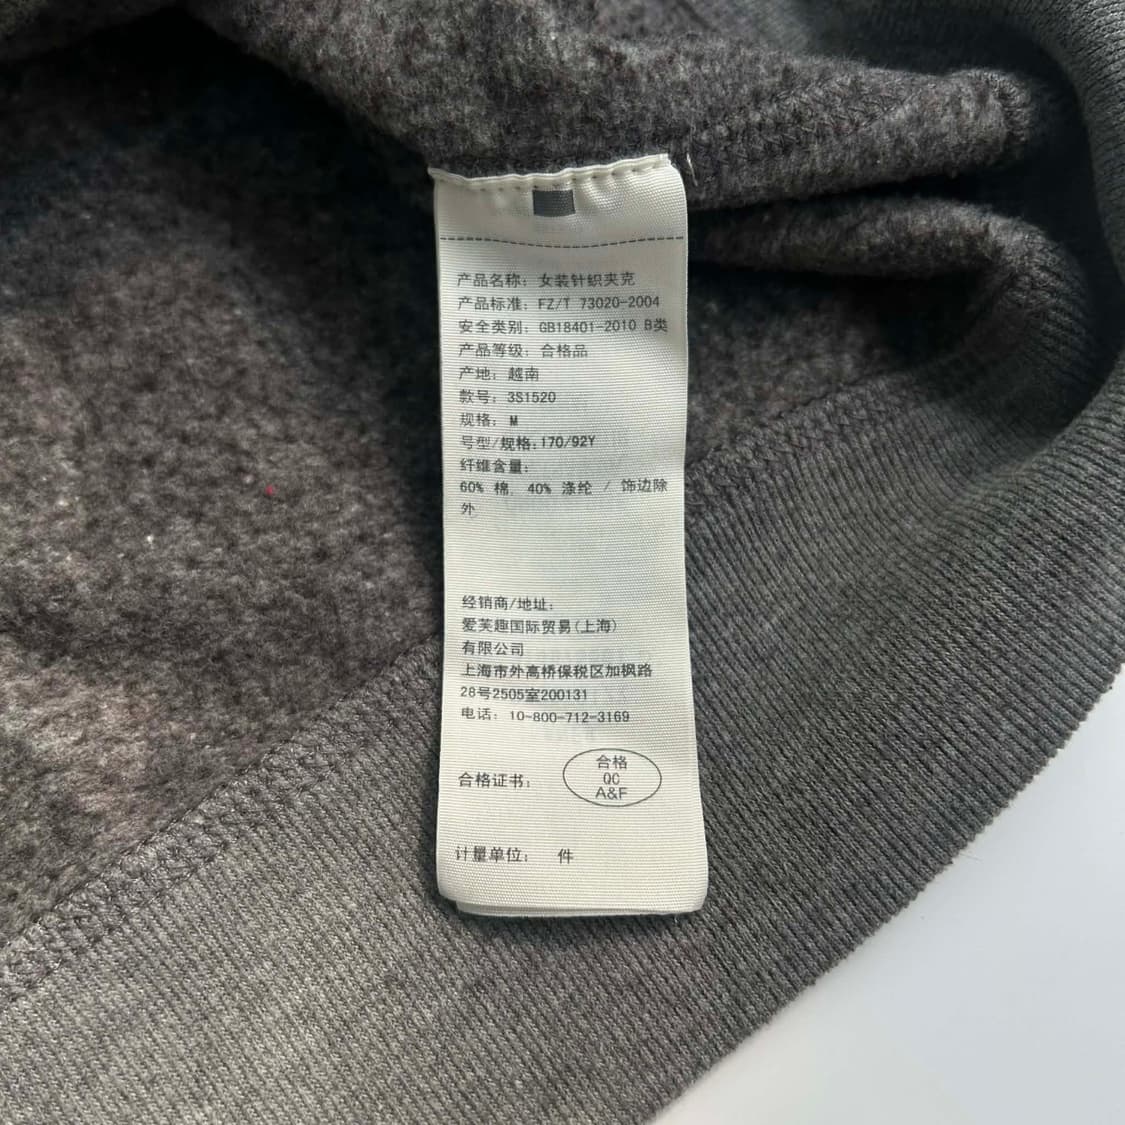 产品名称: 女装针织夹克
产品标准: FZ/T 73020-2004
安全类别: GB18401-2010 B类
产品等级: 合格品
产地: 越南
款号: 3S1520
规格: M
号型/规格: 170/92Y
纤维含量:
60% 棉, 40% 涤纶 / 饰边除
外
经销商/地址:
爱芙趣国际贸易(上海)
有限公司
上海市外高桥保税区加枫路
28号2505室200131
电话: 10-800-712-3169
合格
QC
A&F
合格证书:
计量单位: 件